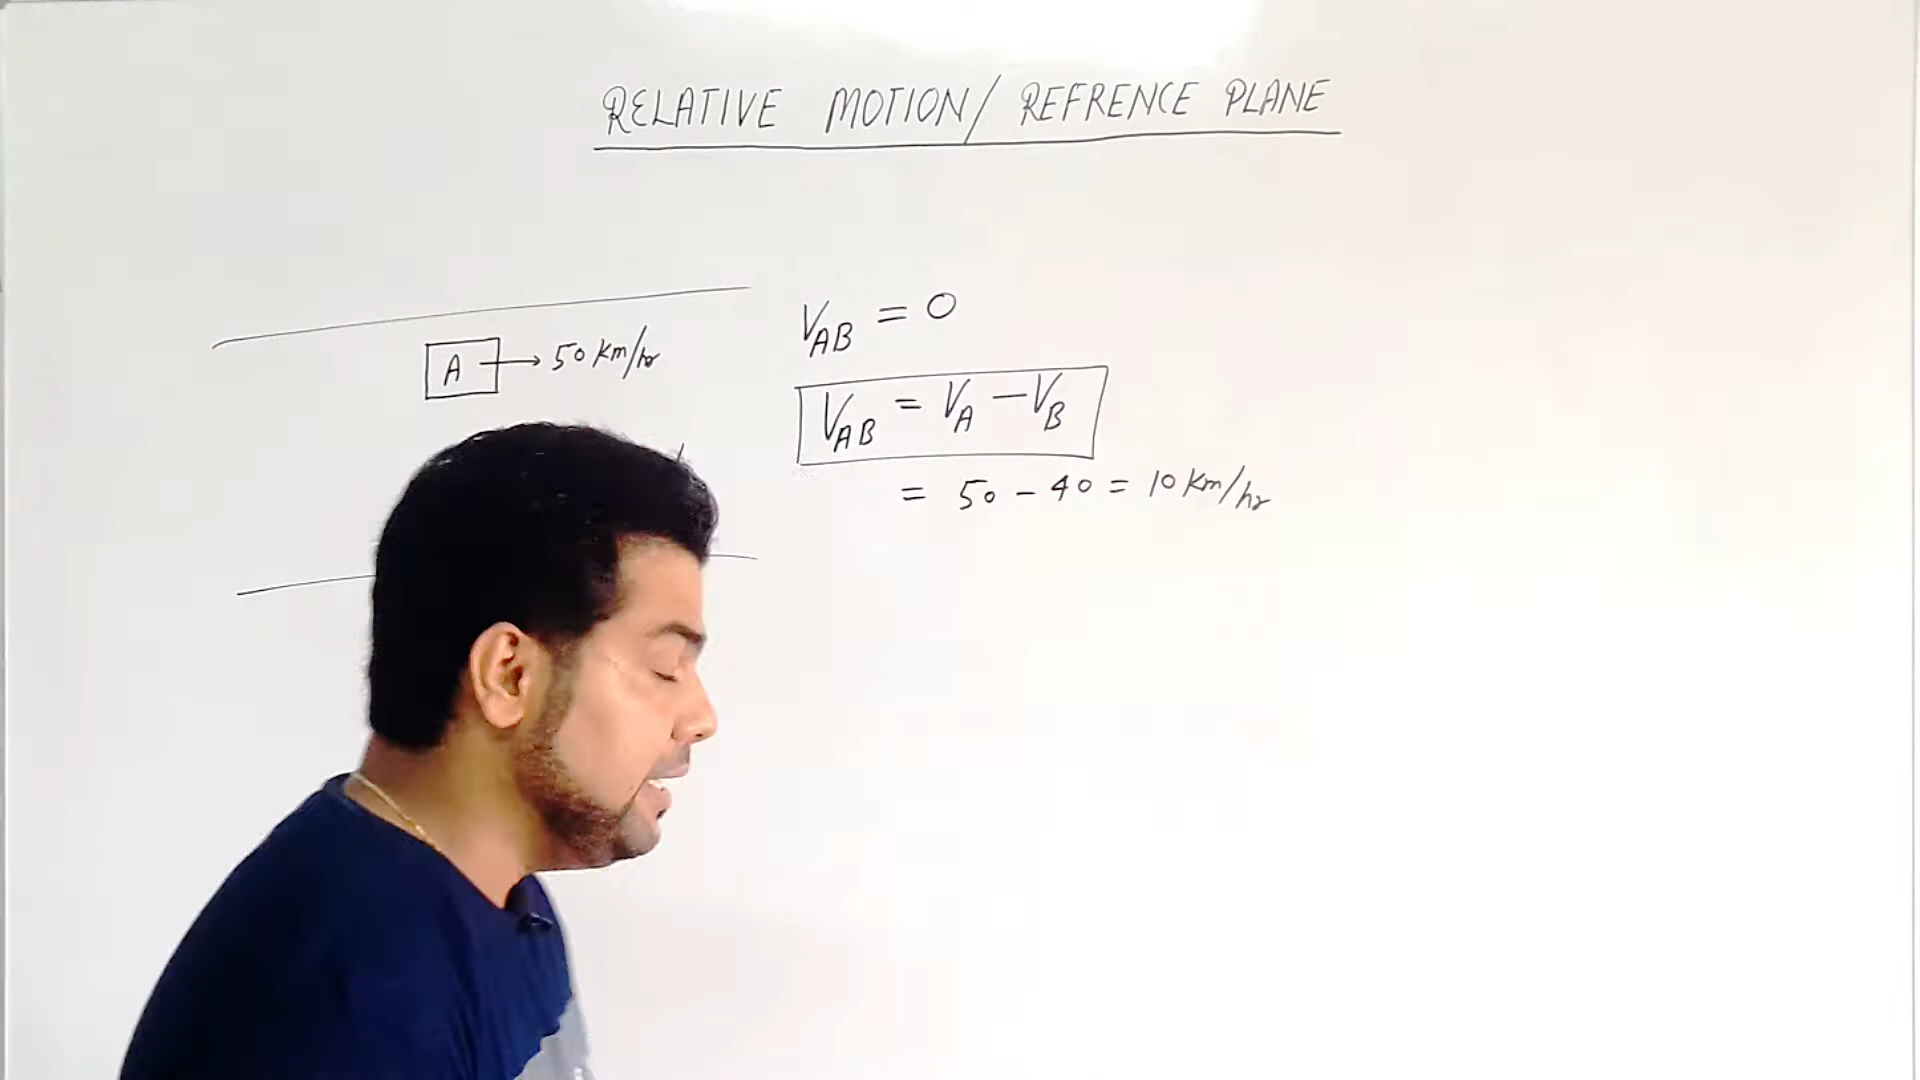 RELATIVE MOTION/ REFRENCE PLANE
V_AB = 0
A → 50 Km/hr
V_AB = V_A - V_B
= 50 - 40 = 10 Km/hr